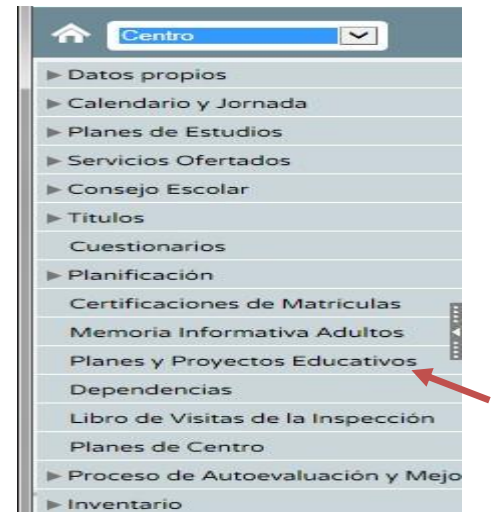 Centro
Datos propios
Calendario y Jornada
Planes de Estudios
Servicios Ofertados
Consejo Escolar
Títulos
Cuestionarios
Planificación
Certificaciones de Matrículas
Memoria Informativa Adultos
Planes y Proyectos Educativos
Dependencias
Libro de Visitas de la Inspección
Planes de Centro
Proceso de Autoevaluación y Mejo
Inventario